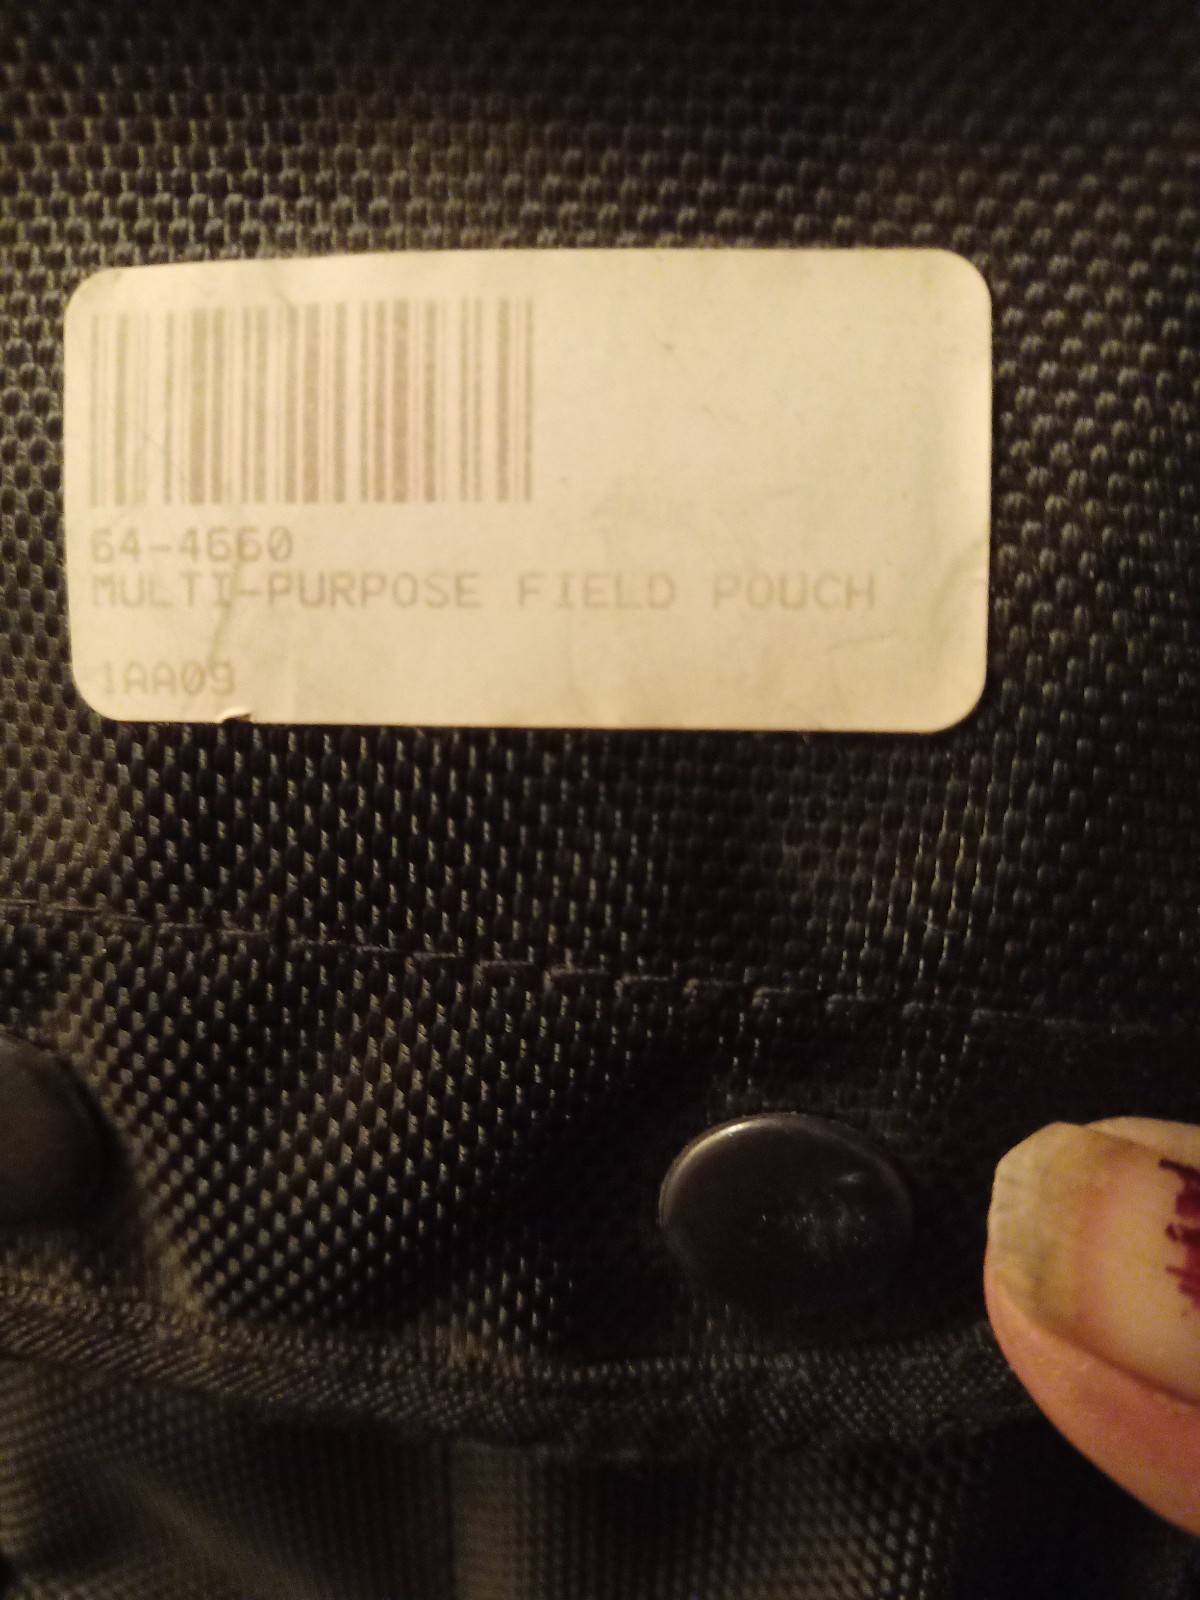 64-4660
MULTI-PURPOSE FIELD POUCH
1AA09